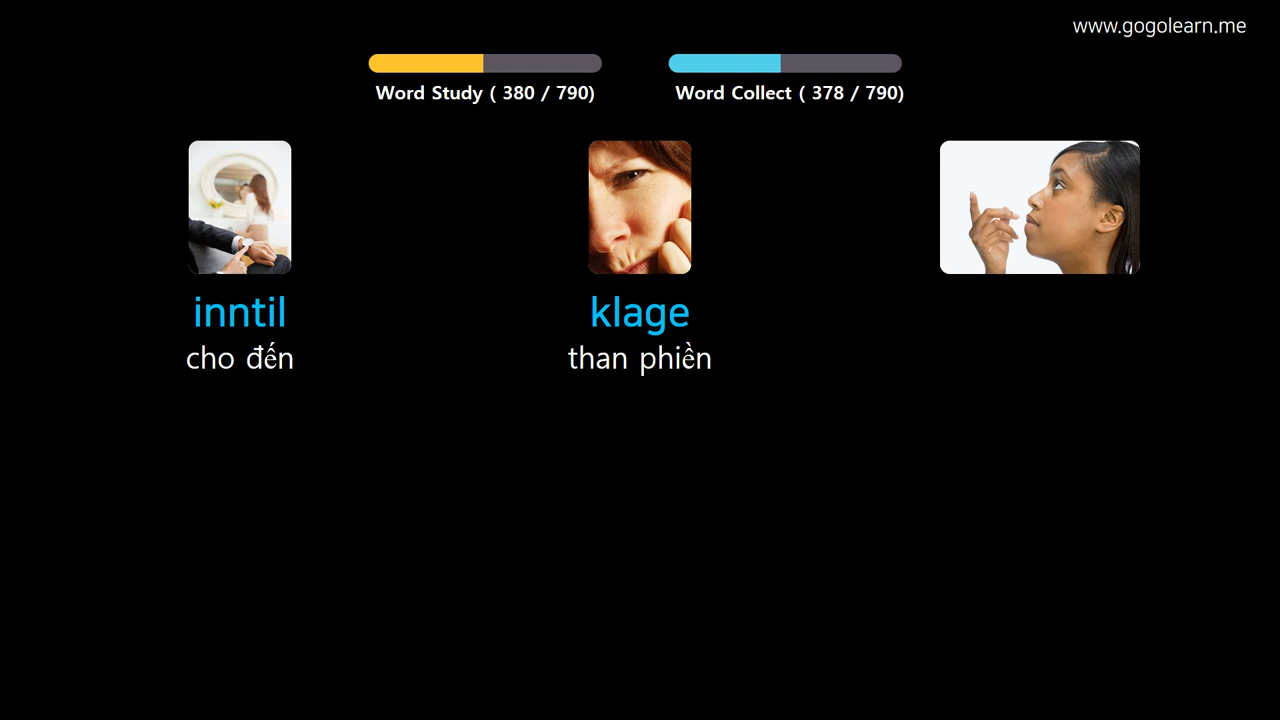 www.gogolearn.me
Word Study ( 380 / 790)
Word Collect ( 378 / 790)
inntil
klage
cho đến
than phiền